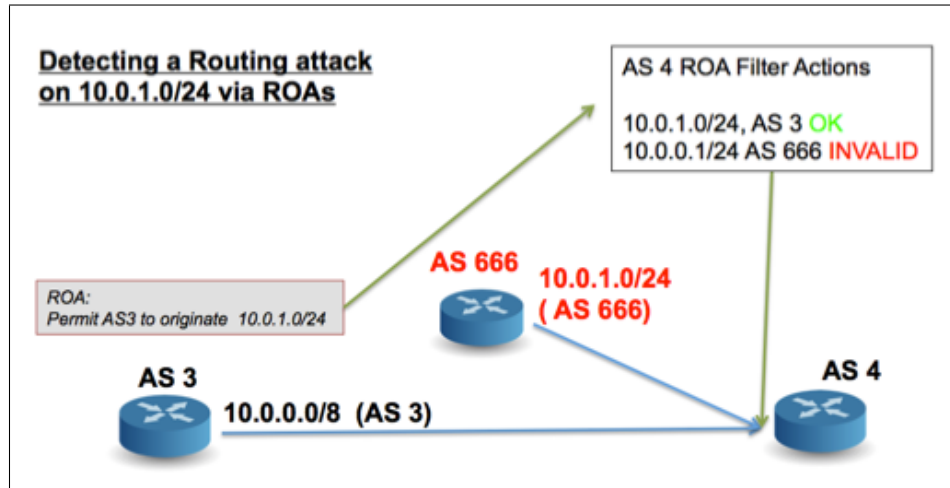 Detecting a Routing attack
on 10.0.1.0/24 via ROAs
AS 4 ROA Filter Actions
10.0.1.0/24, AS 3 OK
10.0.0.1/24 AS 666 INVALID
AS 666
10.0.1.0/24
( AS 666)
ROA:
Permit AS3 to originate 10.0.1.0/24
AS 3
10.0.0.0/8 (AS 3)
AS 4